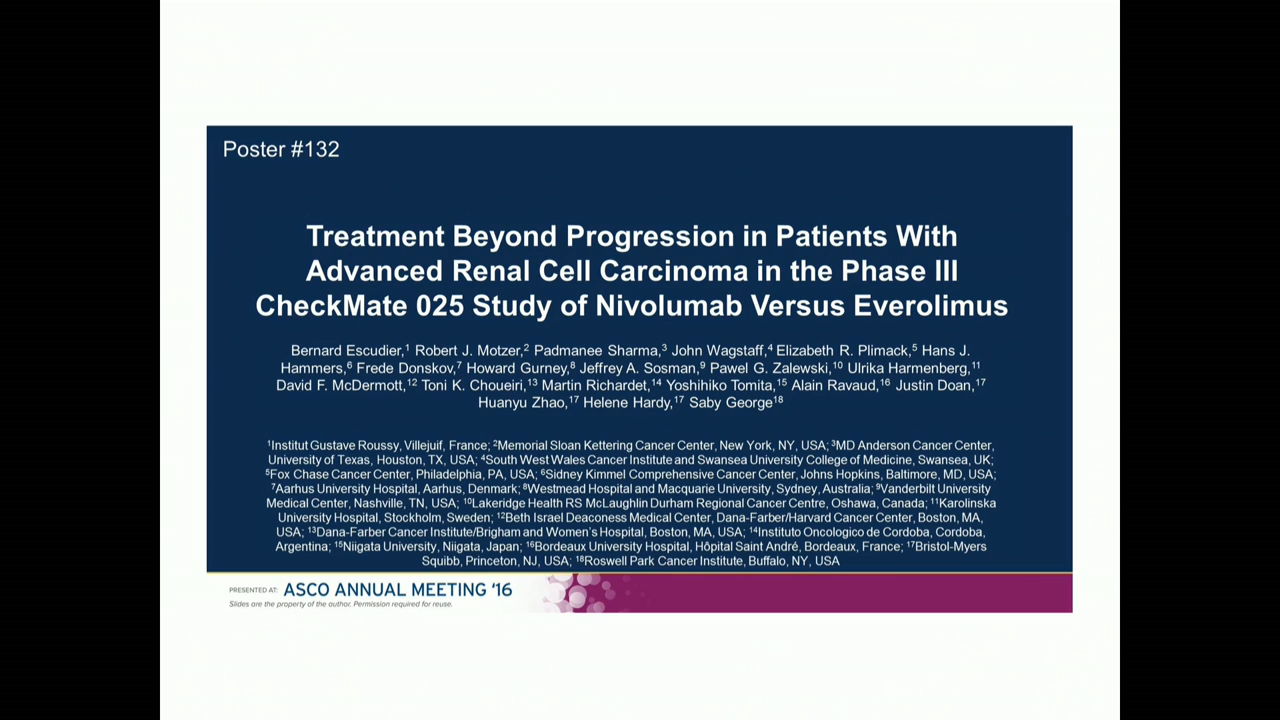 Poster #132
Treatment Beyond Progression in Patients With
Advanced Renal Cell Carcinoma in the Phase III
CheckMate 025 Study of Nivolumab Versus Everolimus
Bernard Escudier,¹ Robert J. Motzer,² Padmanee Sharma,³ John Wagstaff,⁴ Elizabeth R. Plimack,⁵ Hans J.
Hammers,⁶ Frede Donskov,⁷ Howard Gurney,⁸ Jeffrey A. Sosman,⁹ Pawel G. Zalewski,¹⁰ Ulrika Harmenberg,¹¹
David F. McDermott,¹² Toni K. Choueiri,¹³ Martin Richardet,¹⁴ Yoshihiko Tomita,¹⁵ Alain Ravaud,¹⁶ Justin Doan,¹⁷
Huanyu Zhao,¹⁷ Helene Hardy,¹⁷ Saby George¹⁸
¹Institut Gustave Roussy, Villejuif, France; ²Memorial Sloan Kettering Cancer Center, New York, NY, USA; ³MD Anderson Cancer Center,
University of Texas, Houston, TX, USA; ⁴South West Wales Cancer Institute and Swansea University College of Medicine, Swansea, UK;
⁵Fox Chase Cancer Center, Philadelphia, PA, USA; ⁶Sidney Kimmel Comprehensive Cancer Center, Johns Hopkins, Baltimore, MD, USA;
⁷Aarhus University Hospital, Aarhus, Denmark; ⁸Westmead Hospital and Macquarie University, Sydney, Australia; ⁹Vanderbilt University
Medical Center, Nashville, TN, USA; ¹⁰Lakeridge Health RS McLaughlin Durham Regional Cancer Centre, Oshawa, Canada; ¹¹Karolinska
University Hospital, Stockholm, Sweden; ¹²Beth Israel Deaconess Medical Center, Dana-Farber/Harvard Cancer Center, Boston, MA,
USA; ¹³Dana-Farber Cancer Institute/Brigham and Women's Hospital, Boston, MA, USA; ¹⁴Instituto Oncologico de Cordoba, Cordoba,
Argentina; ¹⁵Niigata University, Niigata, Japan; ¹⁶Bordeaux University Hospital, Hôpital Saint André, Bordeaux, France; ¹⁷Bristol-Myers
Squibb, Princeton, NJ, USA; ¹⁸Roswell Park Cancer Institute, Buffalo, NY, USA
PRESENTED AT: ASCO ANNUAL MEETING '16
Slides are the property of the author. Permission required for reuse.